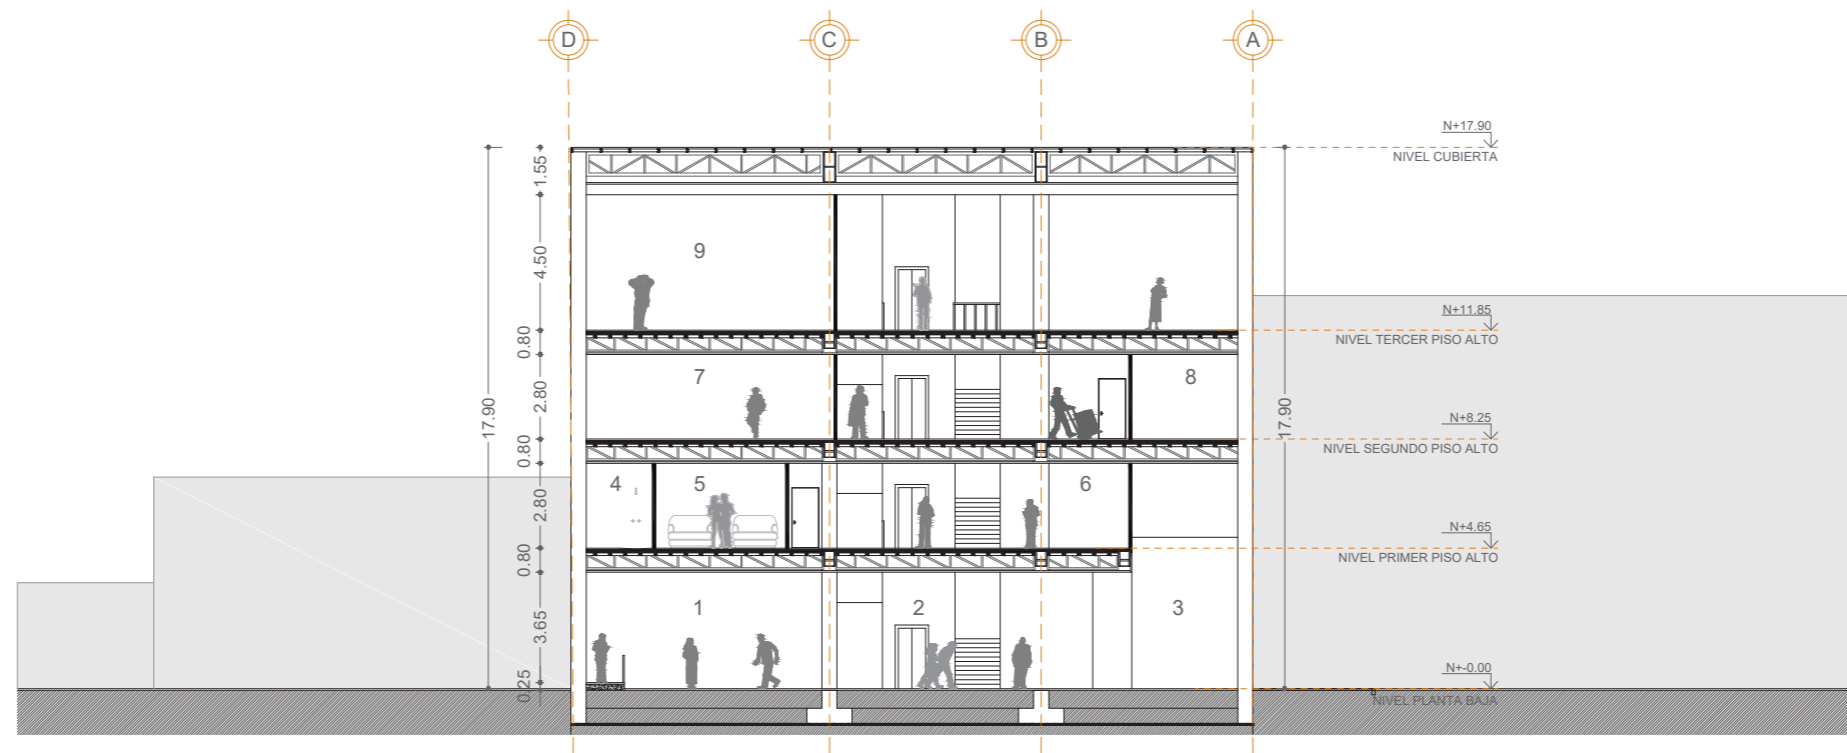 D
C
B
A
N+17.90
NIVEL CUBIERTA
1.55
9
4.50
N+11.85
NIVEL TERCER PISO ALTO
0.80
7
8
2.80
17.90
17.90
N+8.25
NIVEL SEGUNDO PISO ALTO
0.80
4
5
6
2.80
N+4.65
NIVEL PRIMER PISO ALTO
0.80
1
2
3
3.65
N+-0.00
NIVEL PLANTA BAJA
0.25